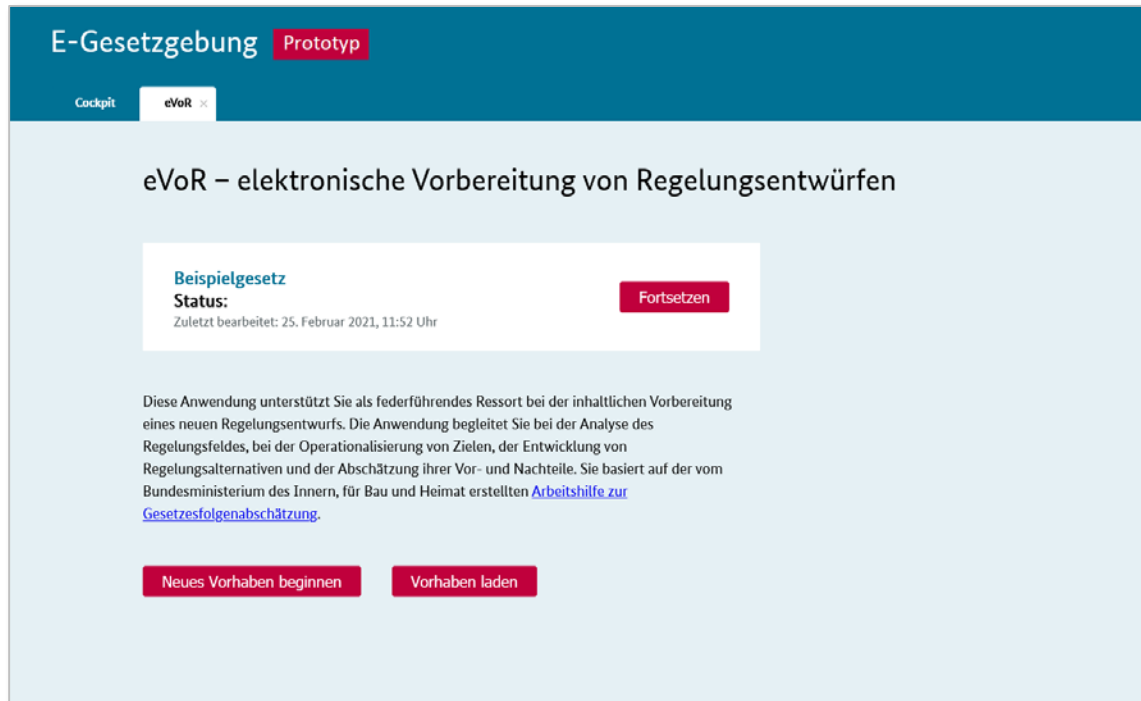 E-Gesetzgebung Prototyp
Cockpit eVoR ×
eVoR – elektronische Vorbereitung von Regelungsentwürfen
Beispielgesetz
Status:
Fortsetzen
Zuletzt bearbeitet: 25. Februar 2021, 11:52 Uhr
Diese Anwendung unterstützt Sie als federführendes Ressort bei der inhaltlichen Vorbereitung
eines neuen Regelungsentwurfs. Die Anwendung begleitet Sie bei der Analyse des
Regelungsfeldes, bei der Operationalisierung von Zielen, der Entwicklung von
Regelungsalternativen und der Abschätzung ihrer Vor- und Nachteile. Sie basiert auf der vom
Bundesministerium des Innern, für Bau und Heimat erstellten Arbeitshilfe zur
Gesetzesfolgenabschätzung.
Neues Vorhaben beginnen Vorhaben laden